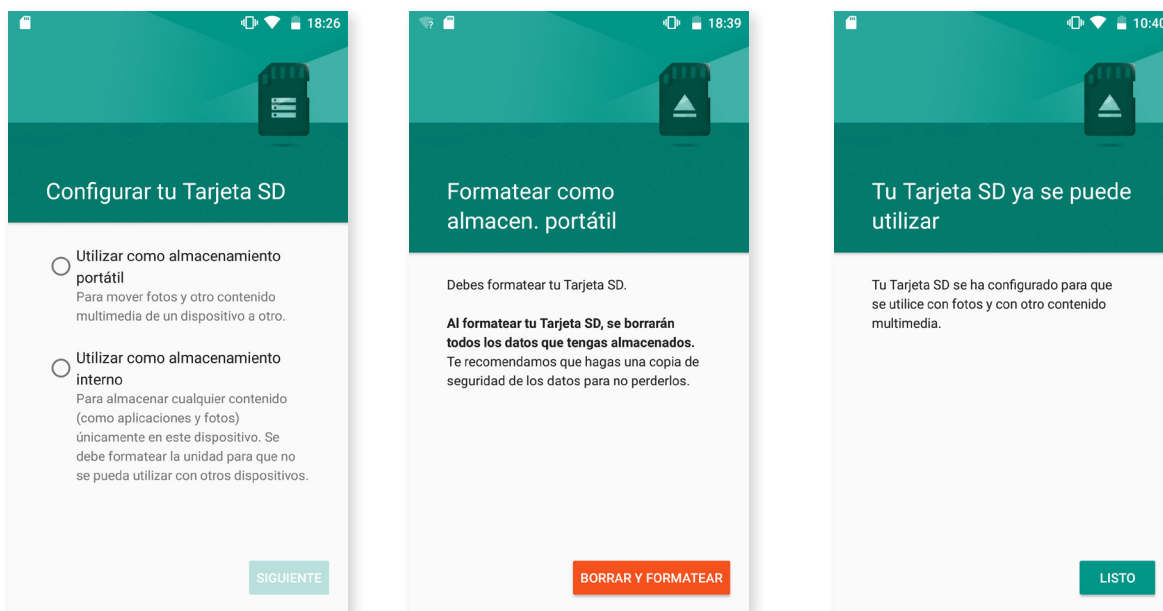 18:26
Configurar tu Tarjeta SD
Utilizar como almacenamiento
portátil
Para mover fotos y otro contenido
multimedia de un dispositivo a otro.
Utilizar como almacenamiento
interno
Para almacenar cualquier contenido
(como aplicaciones y fotos)
únicamente en este dispositivo. Se
debe formatear la unidad para que no
se pueda utilizar con otros dispositivos.
SIGUIENTE
18:39
Formatear como
almacen. portátil
Debes formatear tu Tarjeta SD.
Al formatear tu Tarjeta SD, se borrarán
todos los datos que tengas almacenados.
Te recomendamos que hagas una copia de
seguridad de los datos para no perderlos.
BORRAR Y FORMATEAR
10:40
Tu Tarjeta SD ya se puede
utilizar
Tu Tarjeta SD se ha configurado para que
se utilice con fotos y con otro contenido
multimedia.
LISTO